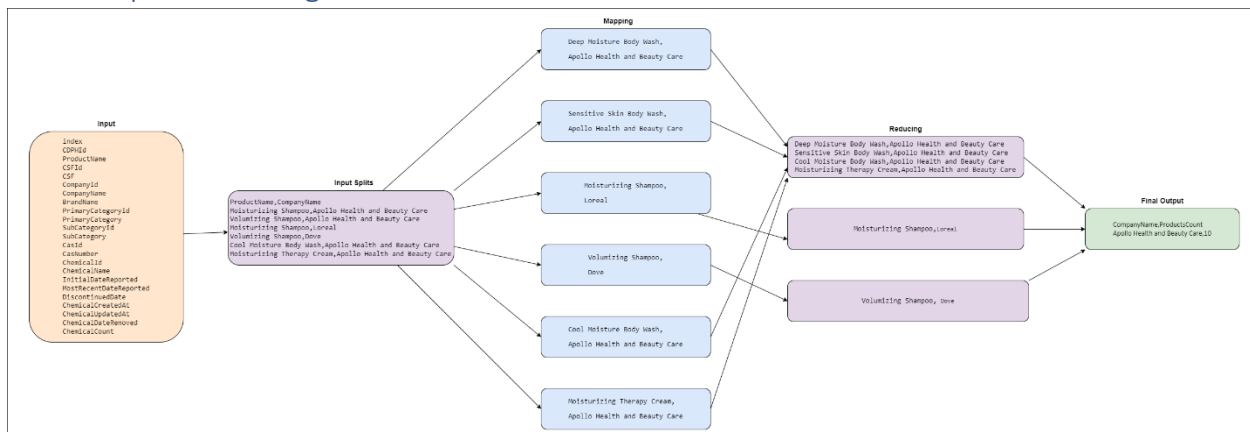 Input
Index
CDPHId
ProductName
CSFId
CSF
CompanyId
CompanyName
BrandName
PrimaryCategoryId
PrimaryCategory
SubCategoryId
SubCategory
CasId
CasNumber
ChemicalId
ChemicalName
InitialDateReported
MostRecentDateReported
DiscontinuedDate
ChemicalCreatedAt
ChemicalUpdatedAt
ChemicalDateRemoved
ChemicalCount
Input Splits
ProductName,CompanyName
Moisturizing Shampoo,Apollo Health and Beauty Care
Volumizing Shampoo,Apollo Health and Beauty Care
Moisturizing Shampoo,Loreal
Volumizing Shampoo,Dove
Cool Moisture Body Wash,Apollo Health and Beauty Care
Moisturizing Therapy Cream,Apollo Health and Beauty Care
Mapping
Deep Moisture Body Wash,
Apollo Health and Beauty Care
Sensitive Skin Body Wash,
Apollo Health and Beauty Care
Moisturizing Shampoo,
Loreal
Volumizing Shampoo,
Dove
Cool Moisture Body Wash,
Apollo Health and Beauty Care
Moisturizing Therapy Cream,
Apollo Health and Beauty Care
Reducing
Deep Moisture Body Wash,Apollo Health and Beauty Care
Sensitive Skin Body Wash,Apollo Health and Beauty Care
Cool Moisture Body Wash,Apollo Health and Beauty Care
Moisturizing Therapy Cream,Apollo Health and Beauty Care
Moisturizing Shampoo,Loreal
Volumizing Shampoo, Dove
Final Output
CompanyName,ProductsCount
Apollo Health and Beauty Care,10